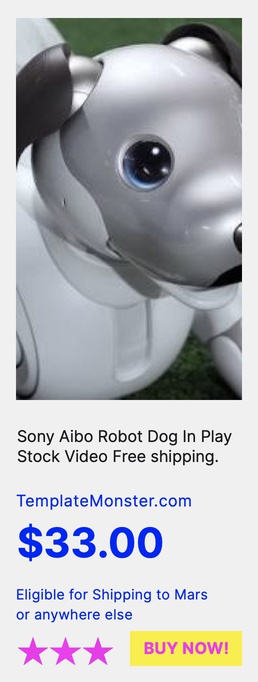 Sony Aibo Robot Dog In Play
Stock Video Free shipping.
TemplateMonster.com
$33.00
Eligible for Shipping to Mars
or anywhere else
BUY NOW!